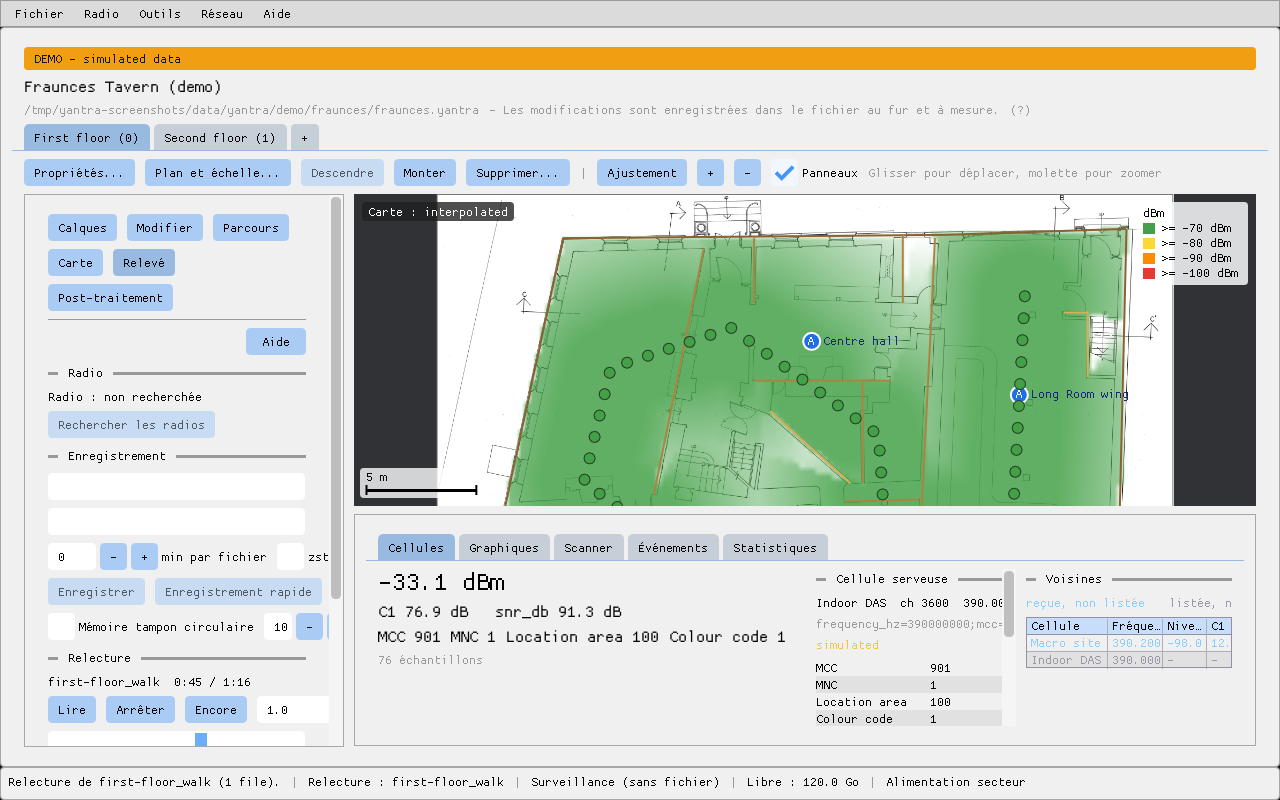 Fichier Radio Outils Réseau Aide
DEMO - simulated data
Fraunces Tavern (demo)
/tmp/yantra-screenshots/data/yantra/demo/fraunces/fraunces.yantra - Les modifications sont enregistrées dans le fichier au fur et à mesure. (?)
First floor (0) Second floor (1) +
Propriétés... Plan et échelle... Descendre Monter Supprimer... | Ajustement + - Panneaux Glisser pour déplacer, molette pour zoomer
Calques Modifier Parcours
Carte Relevé
Post-traitement
Aide
Radio
Radio : non recherchée
Rechercher les radios
Enregistrement
0 - + min par fichier zst
Enregistrer Enregistrement rapide
Mémoire tampon circulaire 10 -
Relecture
first-floor_walk 0:45 / 1:16
Lire Arrêter Encore 1.0
Carte : interpolated
A
B
C
C'
A Centre hall
A Long Room wing
5 m
dBm
>= -70 dBm
>= -80 dBm
>= -90 dBm
>= -100 dBm
Cellules Graphiques Scanner Événements Statistiques
-33.1 dBm
C1 76.9 dB snr_db 91.3 dB
MCC 901 MNC 1 Location area 100 Colour code 1
76 échantillons
Cellule serveuse
Indoor DAS ch 3600 390.00
frequency_hz=390000000;mcc=
simulated
MCC 901
MNC 1
Location area 100
Colour code 1
Voisines
reçue, non listée listée, n
Cellule Fréque… Nive… C1
Macro site 390.200 -98.0 12.
Indoor DAS 390.000 - -
Relecture de first-floor_walk (1 file). | Relecture : first-floor_walk | Surveillance (sans fichier) | Libre : 120.0 Go | Alimentation secteur